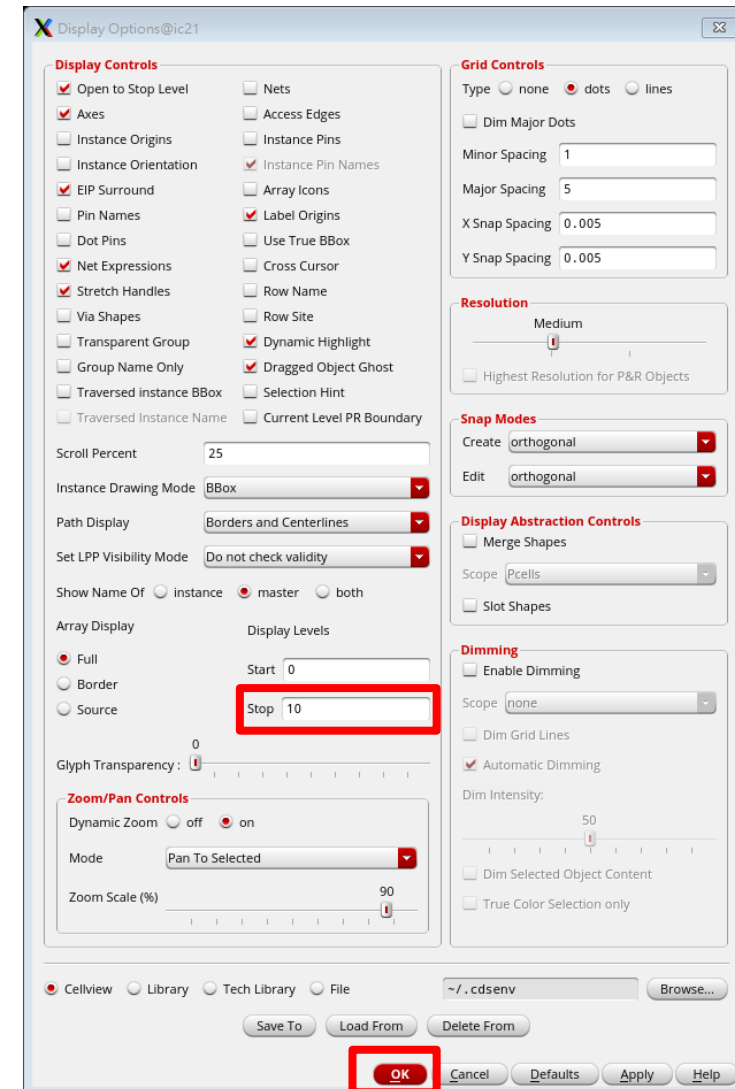 Display Options@ic21
Display Controls
Open to Stop Level
Nets
Axes
Access Edges
Instance Origins
Instance Pins
Instance Orientation
Instance Pin Names
EIP Surround
Array Icons
Pin Names
Label Origins
Dot Pins
Use True BBox
Net Expressions
Cross Cursor
Stretch Handles
Row Name
Via Shapes
Row Site
Transparent Group
Dynamic Highlight
Group Name Only
Dragged Object Ghost
Traversed instance BBox
Selection Hint
Traversed Instance Name
Current Level PR Boundary
Scroll Percent 25
Instance Drawing Mode BBox
Path Display Borders and Centerlines
Set LPP Visibility Mode Do not check validity
Show Name Of instance master both
Array Display
Display Levels
Full
Start 0
Border
Source
Stop 10
0
Glyph Transparency :
Zoom/Pan Controls
Dynamic Zoom off on
Mode Pan To Selected
90
Zoom Scale (%)
Grid Controls
Type none dots lines
Dim Major Dots
Minor Spacing 1
Major Spacing 5
X Snap Spacing 0.005
Y Snap Spacing 0.005
Resolution
Medium
Highest Resolution for P&R Objects
Snap Modes
Create orthogonal
Edit orthogonal
Display Abstraction Controls
Merge Shapes
Scope Pcells
Slot Shapes
Dimming
Enable Dimming
Scope none
Dim Grid Lines
Automatic Dimming
Dim Intensity:
50
Dim Selected Object Content
True Color Selection only
Cellview Library Tech Library File ~/.cdsenv Browse...
Save To Load From Delete From
OK Cancel Defaults Apply Help